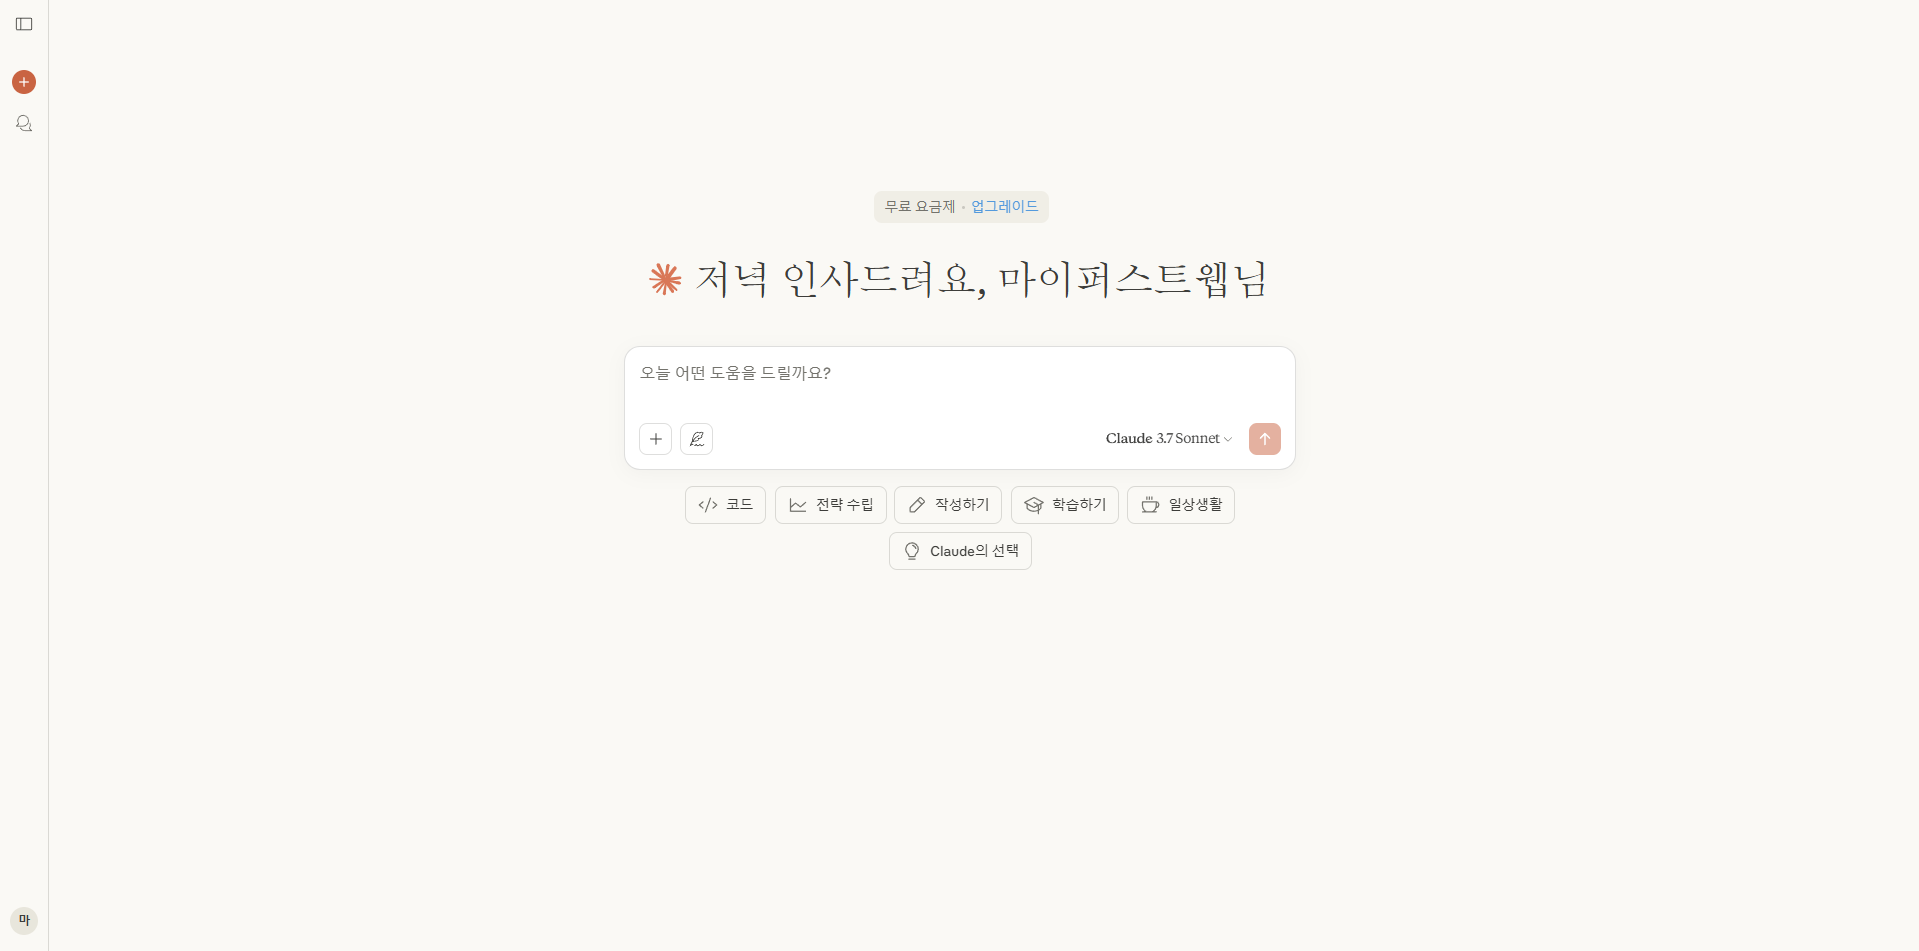 무료 요금제 · 업그레이드
저녁 인사드려요, 마이퍼스트웹님
오늘 어떤 도움을 드릴까요?
Claude 3.7 Sonnet
코드 전략 수립 작성하기 학습하기 일상생활
Claude의 선택
마